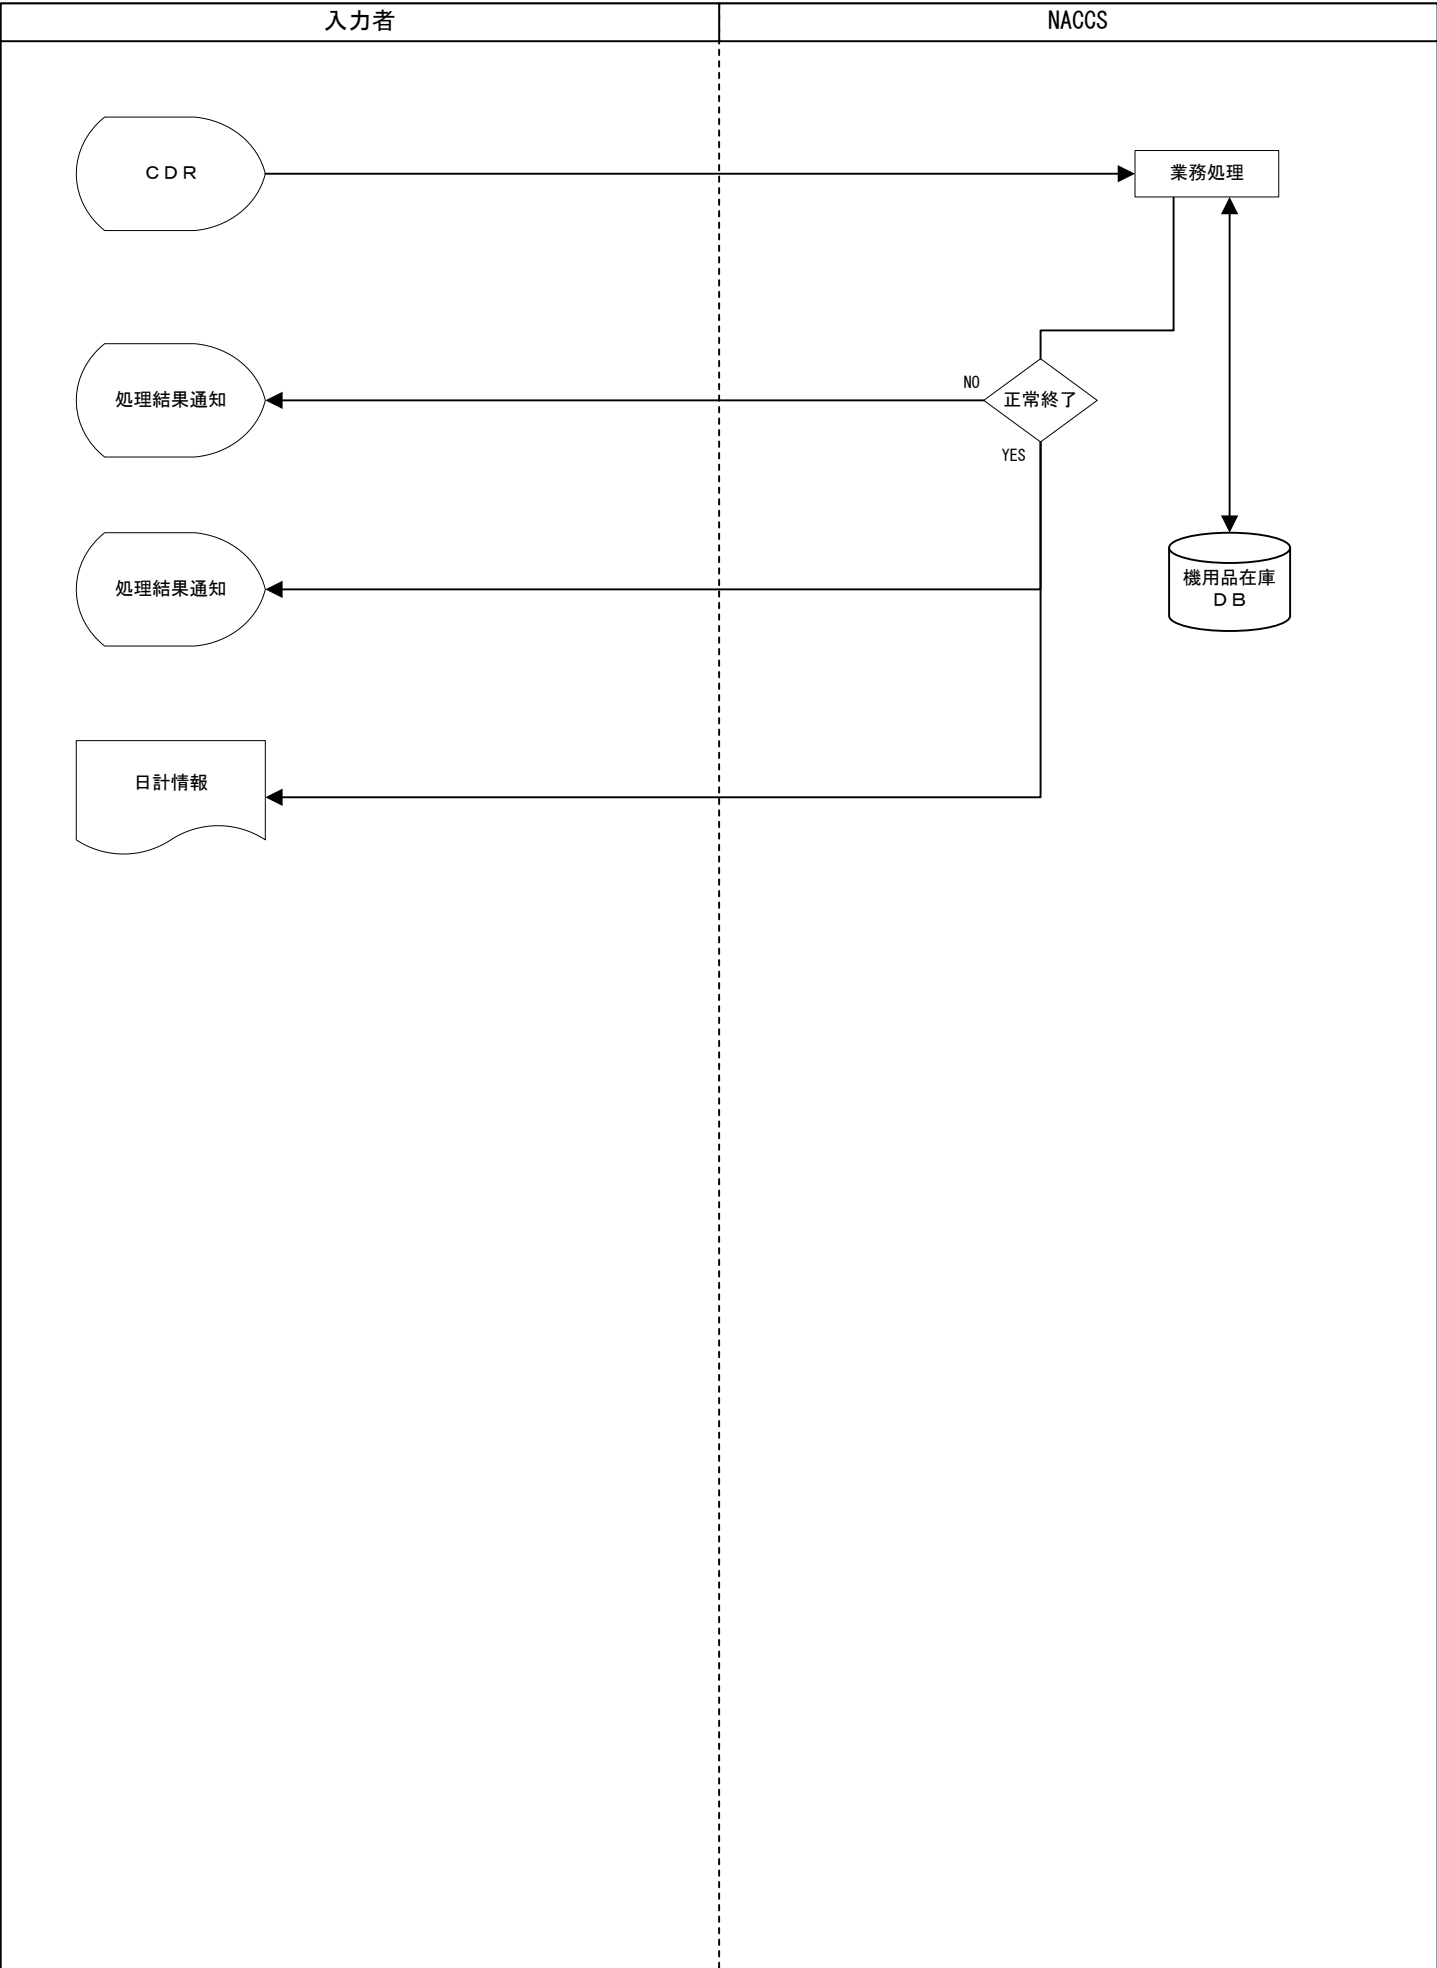 入力者
NACCS
ＣＤＲ
業務処理
処理結果通知
NO
正常終了
YES
処理結果通知
機用品在庫
ＤＢ
日計情報